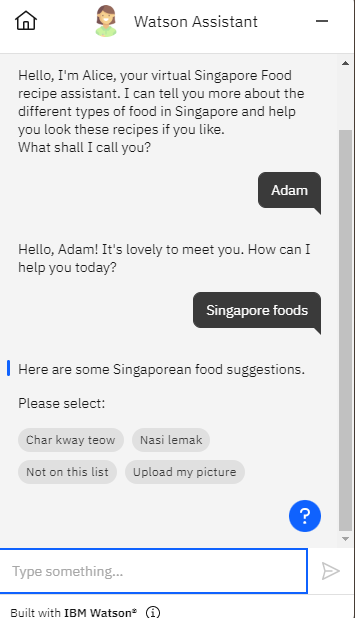 Watson Assistant
Hello, I'm Alice, your virtual Singapore Food
recipe assistant. I can tell you more about the
different types of food in Singapore and help
you look these recipes if you like.
What shall I call you?
Adam
Hello, Adam! It's lovely to meet you. How can I
help you today?
Singapore foods
Here are some Singaporean food suggestions.
Please select:
Char kway teow Nasi lemak
Not on this list Upload my picture
?
Type something...
Built with IBM Watson®